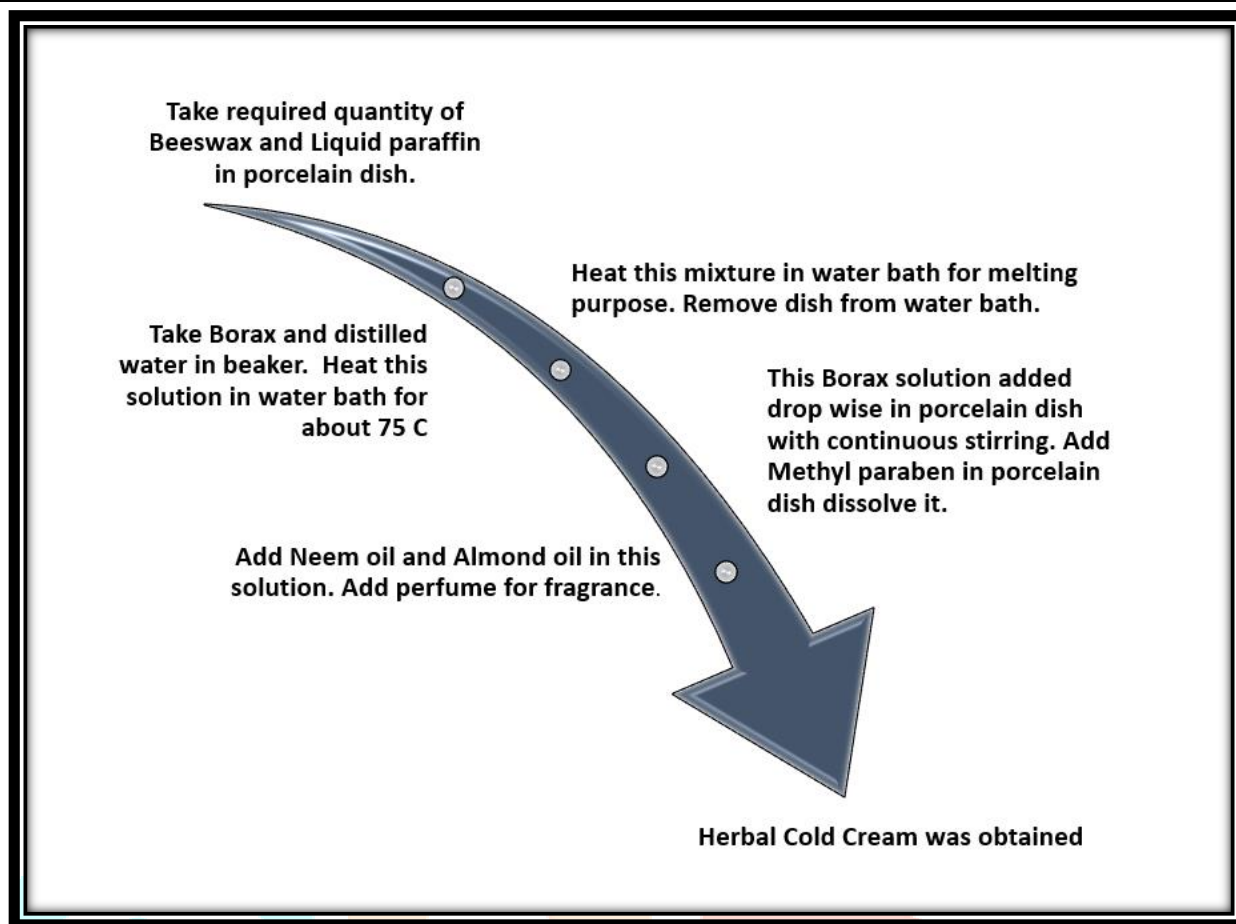 Take required quantity of
Beeswax and Liquid paraffin
in porcelain dish.
Heat this mixture in water bath for melting
purpose. Remove dish from water bath.
Take Borax and distilled
water in beaker.  Heat this
solution in water bath for
about 75 C
This Borax solution added
drop wise in porcelain dish
with continuous stirring. Add
Methyl paraben in porcelain
dish dissolve it.
Add Neem oil and Almond oil in this
solution. Add perfume for fragrance.
Herbal Cold Cream was obtained